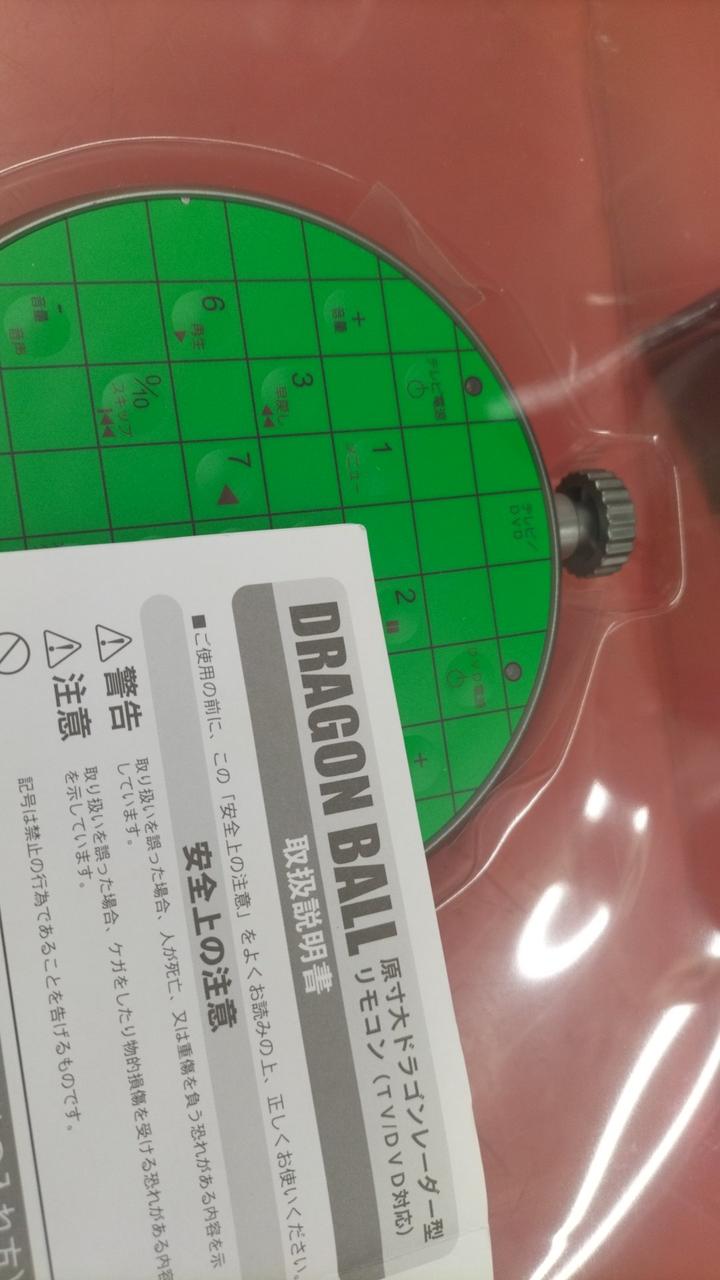 DRAGON BALL
原寸大ドラゴンレーダー型
リモコン（TV/DVD対応）
取扱説明書
安全上の注意
■ご使用の前に、この「安全上の注意」をよくお読みの上、正しくお使いください。
警告
取り扱いを誤った場合、人が死亡、又は重傷を負う恐れがある内容を示
しています。
注意
取り扱いを誤った場合、ケガをしたり物的損傷を受ける恐れがある内容
を示しています。
記号は禁止の行為であることを告げるものです。
の入れ方）
テレビ/
DVD
テレビ電源
DVD電源
+
音量
1
メニュー
2
+
3
早戻し
6
再生
7
0/10
スキップ
-
音量
音声